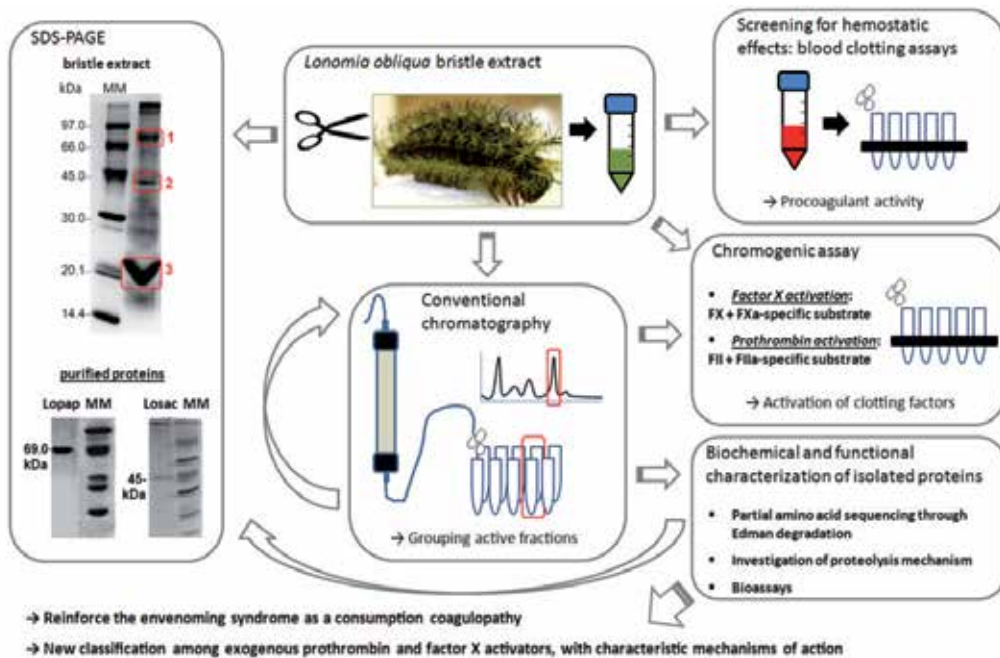 SDS-PAGE
bristle extract
kDa
MM
97.0-
66.0-
45.0-
30.0-
20.1-
14.4-
1
2
3
purified proteins
Lopap MM
Losac MM
69.0
kDa
45-
kDa
Lonomia obliqua bristle extract
Screening for hemostatic
effects: blood clotting assays
→ Procoagulant activity
Chromogenic assay
▪ Factor X activation:
FX + FXa-specific substrate
▪ Prothrombin activation:
FII + FIIa-specific substrate
→ Activation of clotting factors
Conventional
chromatography
→ Grouping active fractions
Biochemical and functional
characterization of isolated proteins
▪ Partial amino acid sequencing through
Edman degradation
▪ Investigation of proteolysis mechanism
▪ Bioassays
→ Reinforce the envenoming syndrome as a consumption coagulopathy
→ New classification among exogenous prothrombin and factor X activators, with characteristic mechanisms of action